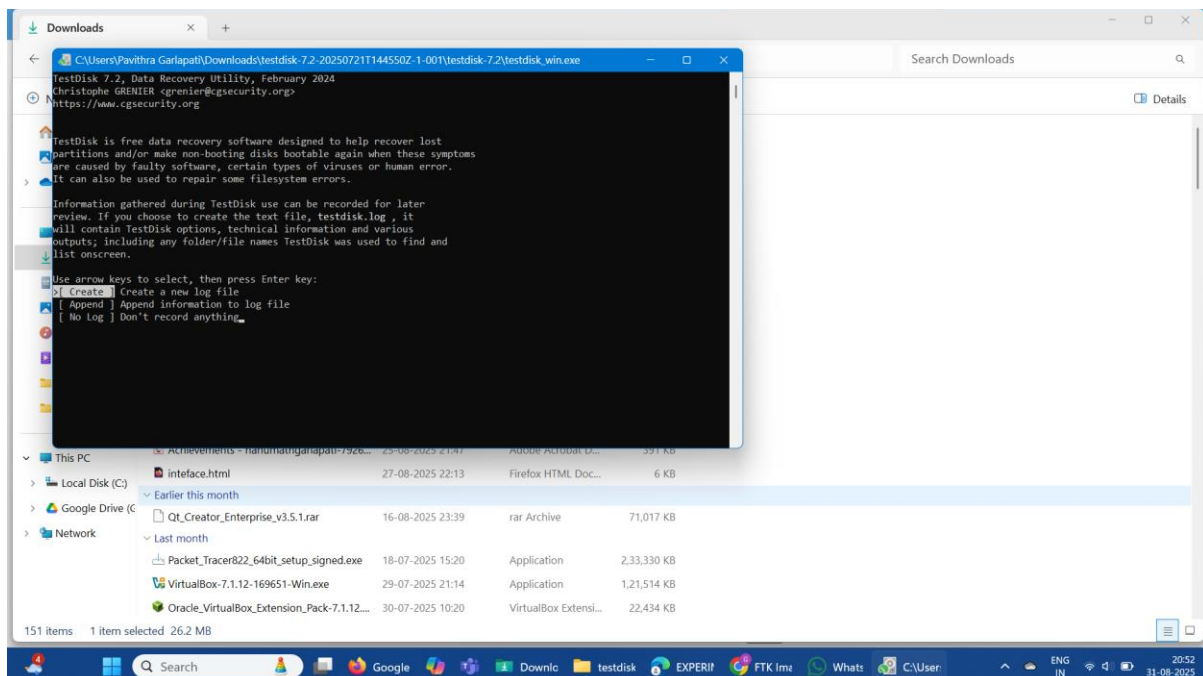 Downloads
C:\Users\Pavithra Garlapati\Downloads\testdisk-7.2-20250721T144550Z-1-001\testdisk-7.2\testdisk_win.exe
Search Downloads
Details
TestDisk 7.2, Data Recovery Utility, February 2024
Christophe GRENIER <grenier@cgsecurity.org>
https://www.cgsecurity.org
TestDisk is free data recovery software designed to help recover lost
partitions and/or make non-booting disks bootable again when these symptoms
are caused by faulty software, certain types of viruses or human error.
It can also be used to repair some filesystem errors.
Information gathered during TestDisk use can be recorded for later
review. If you choose to create the text file, testdisk.log , it
will contain TestDisk options, technical information and various
outputs; including any folder/file names TestDisk was used to find and
list onscreen.
Use arrow keys to select, then press Enter key:
>[ Create ] Create a new log file
[ Append ] Append information to log file
[ No Log ] Don't record anything
This PC
Local Disk (C:)
Google Drive (G
Network
Achievements - 25-08-2025 21:47 Adobe Acrobat D... 591 KB
inteface.html 27-08-2025 22:13 Firefox HTML Doc... 6 KB
Earlier this month
Qt_Creator_Enterprise_v3.5.1.rar 16-08-2025 23:39 rar Archive 71,017 KB
Last month
Packet_Tracer822_64bit_setup_signed.exe 18-07-2025 15:20 Application 2,33,330 KB
VirtualBox-7.1.12-169651-Win.exe 29-07-2025 21:14 Application 1,21,514 KB
Oracle_VirtualBox_Extension_Pack-7.1.12.... 30-07-2025 10:20 VirtualBox Extensi... 22,434 KB
151 items 1 item selected 26.2 MB
4 Search Google Downlc testdisk EXPERI FTK Ima Whats C:\User: ENG 20:52
IN 31-08-2025